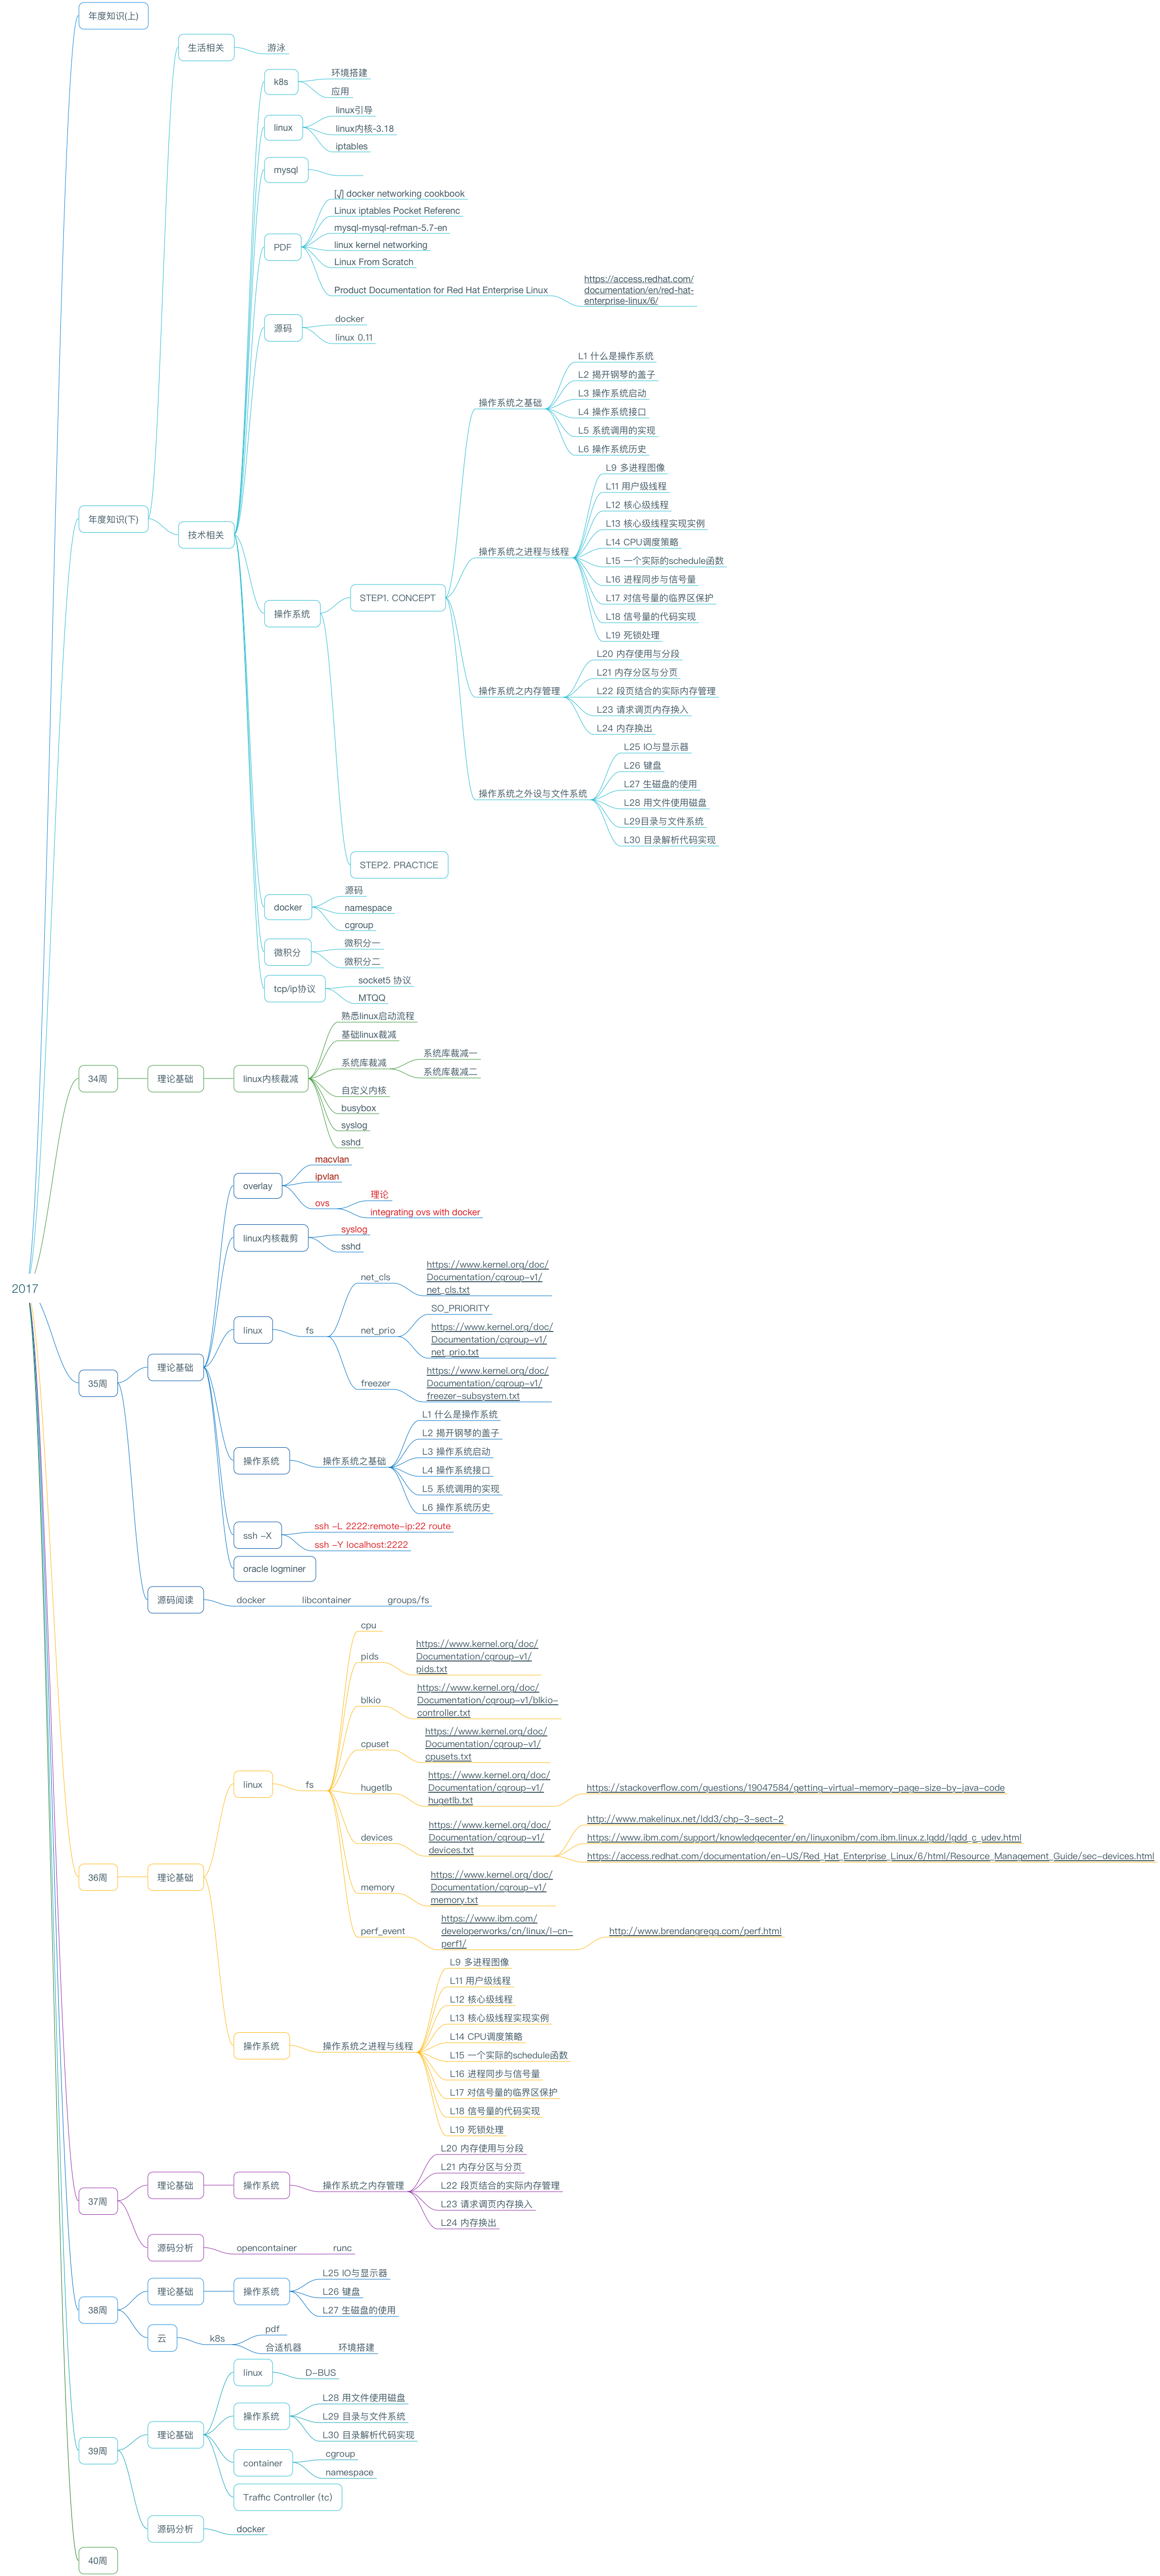 年度知识(上)
生活相关
游泳
k8s
环境搭建
应用
linux
linux引导
linux内核-3.18
iptables
mysql
PDF
[√] docker networking cookbook
Linux iptables Pocket Referenc
mysql-mysql-refman-5.7-en
linux kernel networking
Linux From Scratch
Product Documentation for Red Hat Enterprise Linux
https://access.redhat.com/
documentation/en/red-hat-
enterprise-linux/6/
源码
docker
linux 0.11
年度知识(下)
技术相关
操作系统
STEP1. CONCEPT
操作系统之基础
L1 什么是操作系统
L2 揭开钢琴的盖子
L3 操作系统启动
L4 操作系统接口
L5 系统调用的实现
L6 操作系统历史
操作系统之进程与线程
L9 多进程图像
L11 用户级线程
L12 核心级线程
L13 核心级线程实现实例
L14 CPU调度策略
L15 一个实际的schedule函数
L16 进程同步与信号量
L17 对信号量的临界区保护
L18 信号量的代码实现
L19 死锁处理
操作系统之内存管理
L20 内存使用与分段
L21 内存分区与分页
L22 段页结合的实际内存管理
L23 请求调页内存换入
L24 内存换出
操作系统之外设与文件系统
L25 IO与显示器
L26 键盘
L27 生磁盘的使用
L28 用文件使用磁盘
L29目录与文件系统
L30 目录解析代码实现
STEP2. PRACTICE
docker
源码
namespace
cgroup
微积分
微积分一
微积分二
tcp/ip协议
socket5 协议
MTQQ
34周
理论基础
linux内核裁减
熟悉linux启动流程
基础linux裁减
系统库裁减
系统库裁减一
系统库裁减二
自定义内核
busybox
syslog
sshd
2017
35周
理论基础
overlay
macvlan
ipvlan
ovs
理论
integrating ovs with docker
linux内核裁剪
syslog
sshd
linux
fs
net_cls
https://www.kernel.org/doc/
Documentation/cgroup-v1/
net_cls.txt
net_prio
SO_PRIORITY
https://www.kernel.org/doc/
Documentation/cgroup-v1/
net_prio.txt
freezer
https://www.kernel.org/doc/
Documentation/cgroup-v1/
freezer-subsystem.txt
操作系统
操作系统之基础
L1 什么是操作系统
L2 揭开钢琴的盖子
L3 操作系统启动
L4 操作系统接口
L5 系统调用的实现
L6 操作系统历史
ssh -X
ssh -L 2222:remote-ip:22 route
ssh -Y localhost:2222
oracle logminer
源码阅读
docker
libcontainer
groups/fs
36周
理论基础
linux
fs
cpu
pids
https://www.kernel.org/doc/
Documentation/cgroup-v1/
pids.txt
blkio
https://www.kernel.org/doc/
Documentation/cgroup-v1/blkio-
controller.txt
cpuset
https://www.kernel.org/doc/
Documentation/cgroup-v1/
cpusets.txt
hugetlb
https://www.kernel.org/doc/
Documentation/cgroup-v1/
hugetlb.txt
https://stackoverflow.com/questions/19047584/getting-virtual-memory-page-size-by-java-code
devices
https://www.kernel.org/doc/
Documentation/cgroup-v1/
devices.txt
http://www.makelinux.net/ldd3/chp-3-sect-2
https://www.ibm.com/support/knowledgecenter/en/linuxonibm/com.ibm.linux.z.lgdd/lgdd_c_udev.html
https://access.redhat.com/documentation/en-US/Red_Hat_Enterprise_Linux/6/html/Resource_Management_Guide/sec-devices.html
memory
https://www.kernel.org/doc/
Documentation/cgroup-v1/
memory.txt
perf_event
https://www.ibm.com/
developerworks/cn/linux/l-cn-
perf1/
http://www.brendangregg.com/perf.html
操作系统
操作系统之进程与线程
L9 多进程图像
L11 用户级线程
L12 核心级线程
L13 核心级线程实现实例
L14 CPU调度策略
L15 一个实际的schedule函数
L16 进程同步与信号量
L17 对信号量的临界区保护
L18 信号量的代码实现
L19 死锁处理
37周
理论基础
操作系统
操作系统之内存管理
L20 内存使用与分段
L21 内存分区与分页
L22 段页结合的实际内存管理
L23 请求调页内存换入
L24 内存换出
源码分析
opencontainer
runc
38周
理论基础
操作系统
L25 IO与显示器
L26 键盘
L27 生磁盘的使用
云
k8s
pdf
合适机器
环境搭建
39周
理论基础
linux
D-BUS
操作系统
L28 用文件使用磁盘
L29 目录与文件系统
L30 目录解析代码实现
container
cgroup
namespace
Traffic Controller (tc)
源码分析
docker
40周